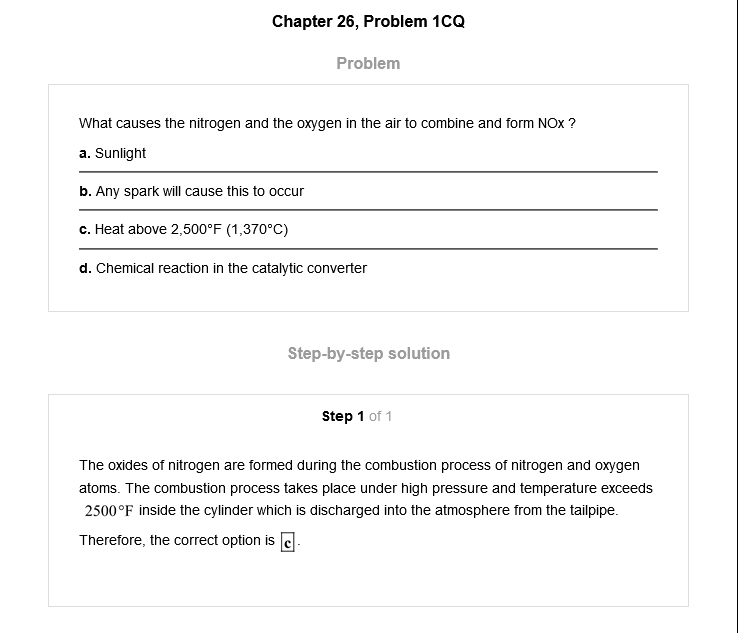 Chapter 26, Problem 1CQ
Problem
What causes the nitrogen and the oxygen in the air to combine and form NOx ?
a. Sunlight
b. Any spark will cause this to occur
c. Heat above 2,500°F (1,370°C)
d. Chemical reaction in the catalytic converter
Step-by-step solution
Step 1 of 1
The oxides of nitrogen are formed during the combustion process of nitrogen and oxygen
atoms. The combustion process takes place under high pressure and temperature exceeds
2500°F inside the cylinder which is discharged into the atmosphere from the tailpipe.
Therefore, the correct option is c.